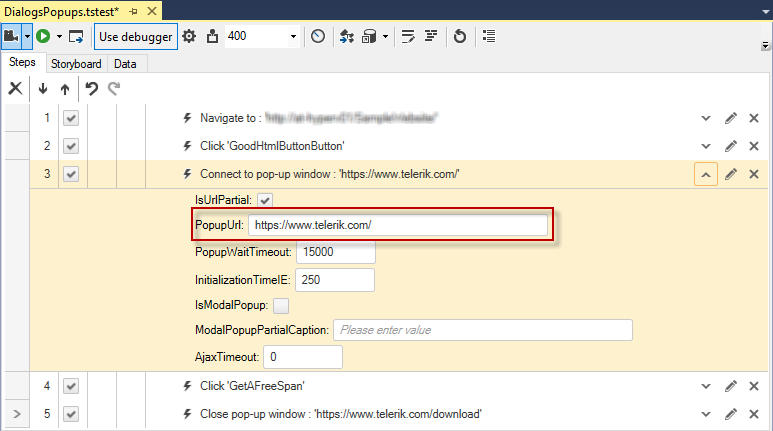 DialogsPopups.tstest*
Use debugger 400
Steps Storyboard Data
1 Navigate to :
2 Click 'GoodHtmlButtonButton'
3 Connect to pop-up window : 'https://www.telerik.com/'
IsUrlPartial:
PopupUrl: https://www.telerik.com/
PopupWaitTimeout: 15000
InitializationTimeIE: 250
IsModalPopup:
ModalPopupPartialCaption: Please enter value
AjaxTimeout: 0
4 Click 'GetAFreeSpan'
5 Close pop-up window : 'https://www.telerik.com/download'